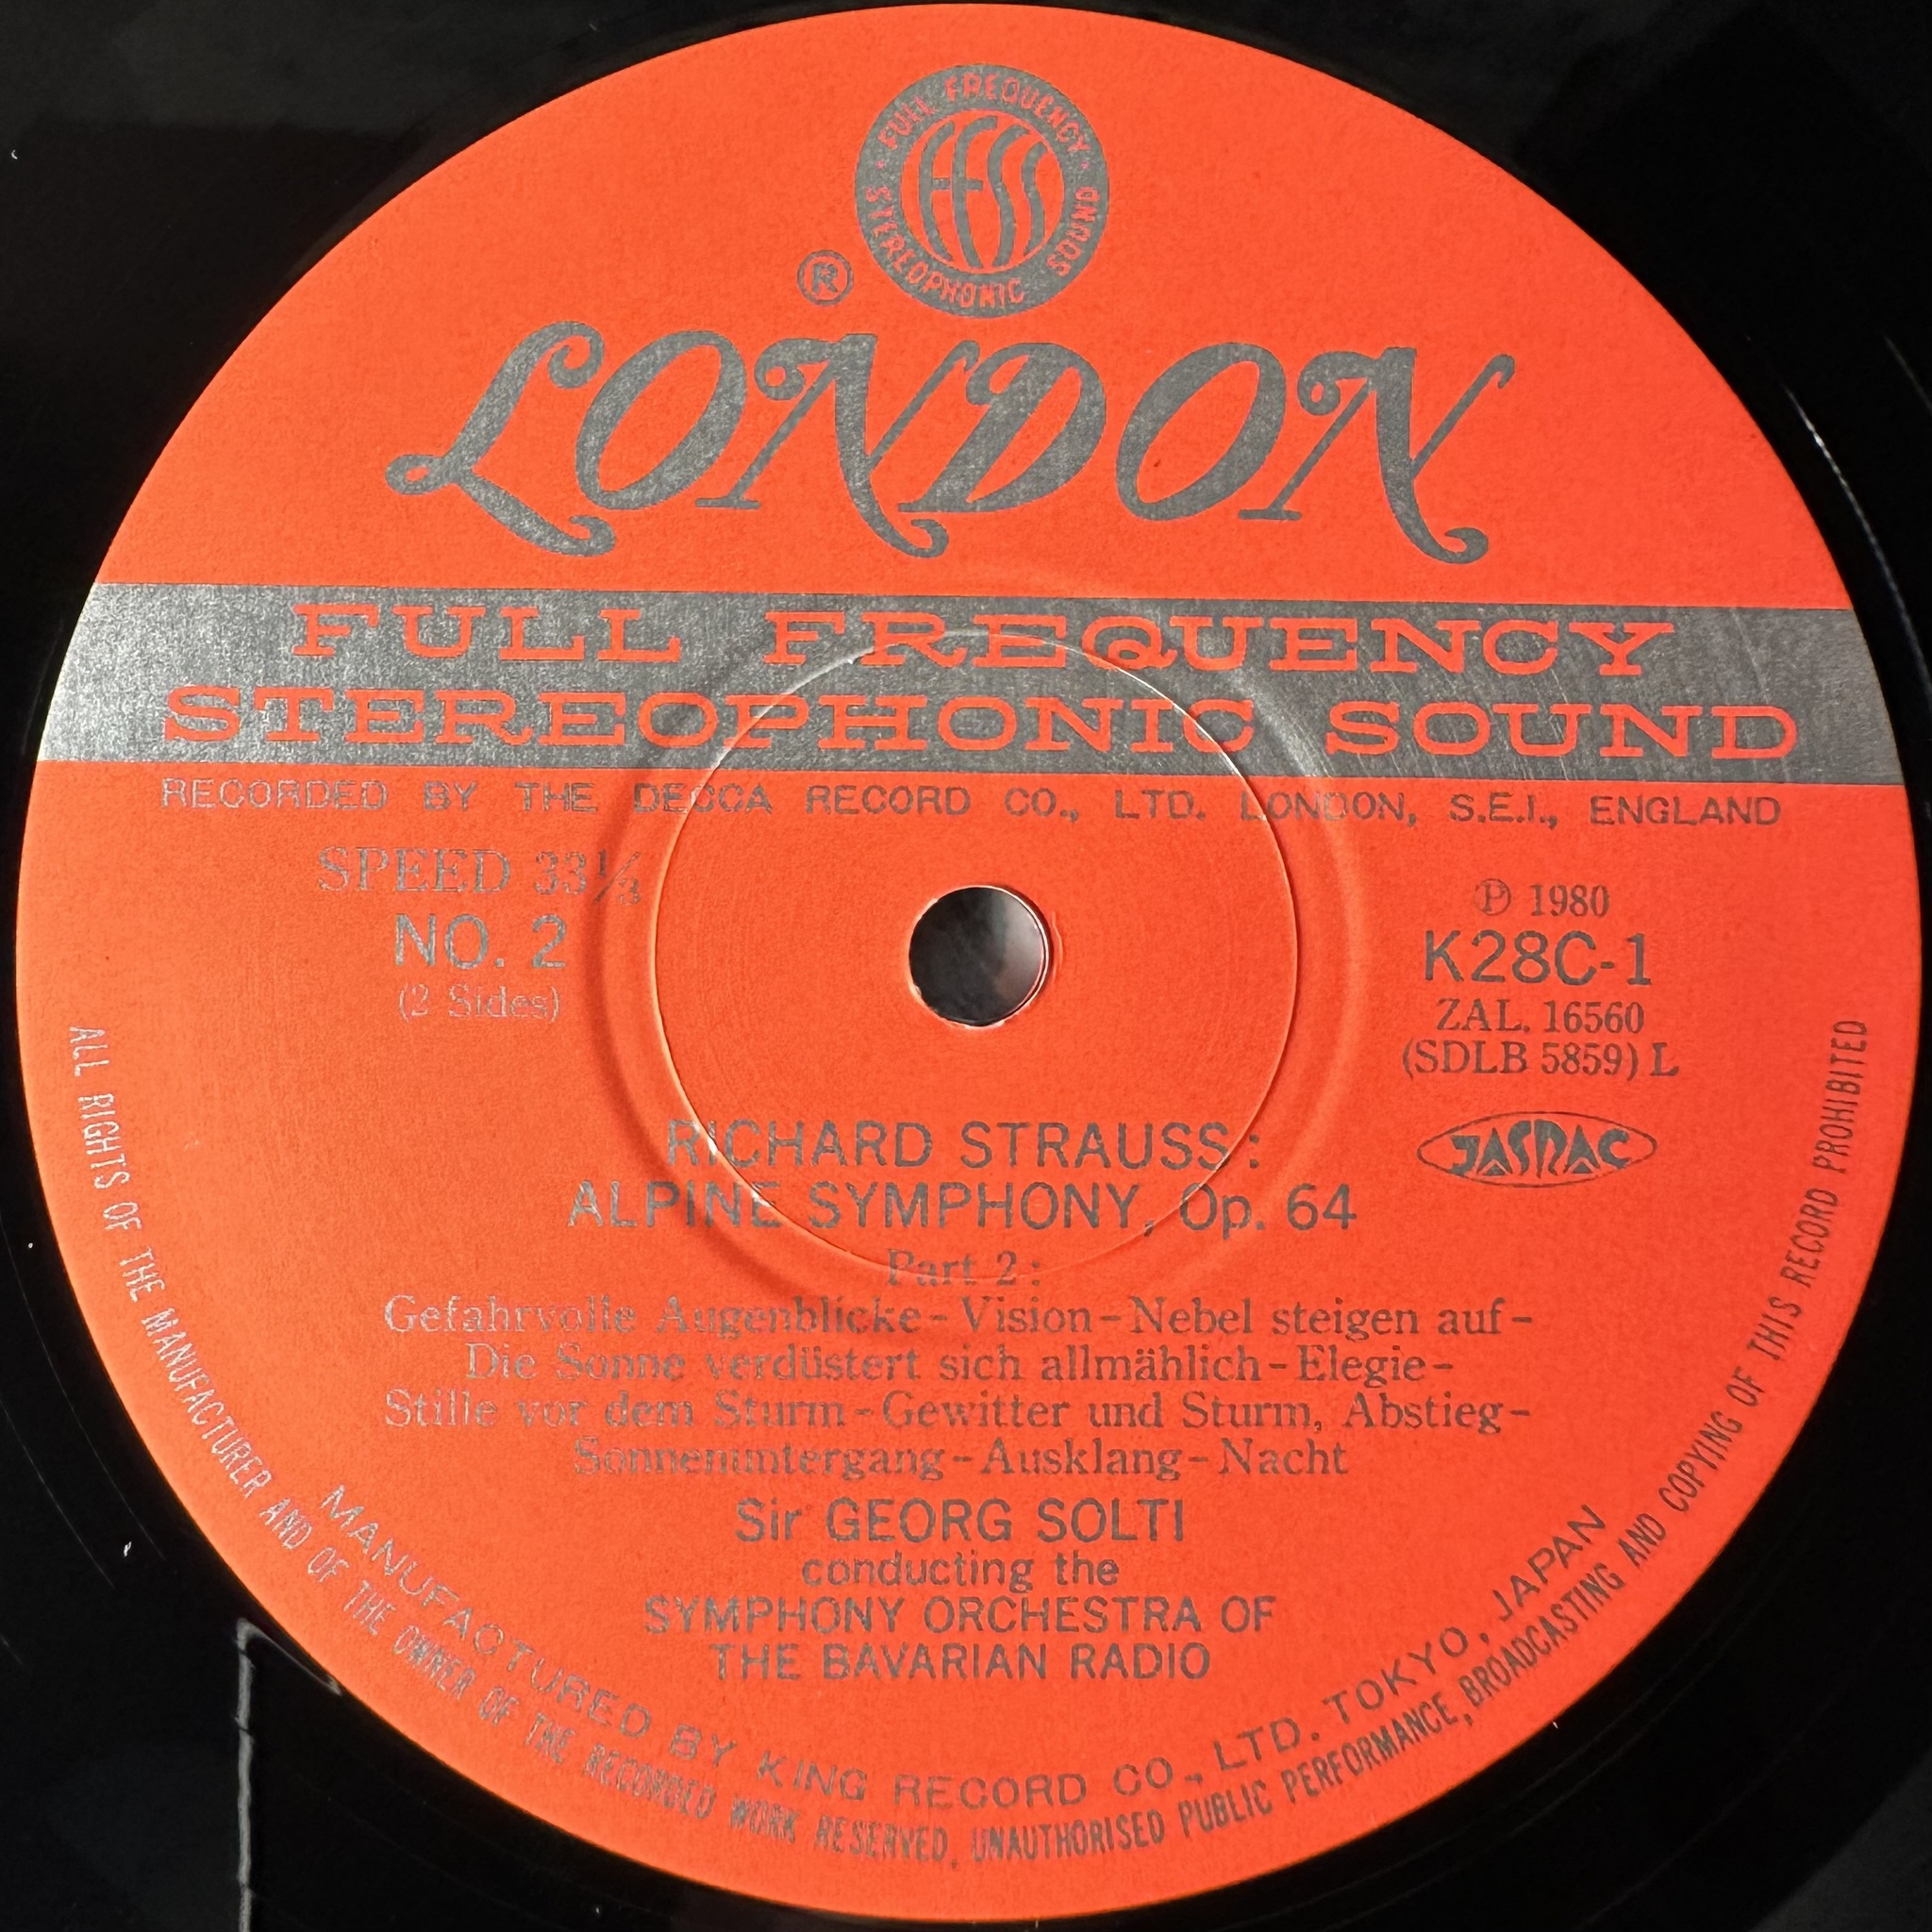 FULL FREQUENCY
STEREOPHONIC SOUND
FFSS
®
LONDON
FULL FREQUENCY
STEREOPHONIC SOUND
RECORDED BY THE DECCA RECORD CO., LTD. LONDON, S.E.I., ENGLAND
SPEED 33⅓
NO. 2
(2 Sides)
℗ 1980
K28C-1
ZAL. 16560
(SDLB 5859) L
JASRAC
RICHARD STRAUSS:
ALPINE SYMPHONY, Op. 64
Part 2:
Gefahrvolle Augenblicke-Vision-Nebel steigen auf-
Die Sonne verdüstert sich allmählich-Elegie-
Stille vor dem Sturm-Gewitter und Sturm, Abstieg-
Sonnenuntergang-Ausklang-Nacht
Sir GEORG SOLTI
conducting the
SYMPHONY ORCHESTRA OF
THE BAVARIAN RADIO
MANUFACTURED BY KING RECORD CO., LTD. TOKYO, JAPAN
ALL RIGHTS OF THE MANUFACTURER AND OF THE OWNER OF THE RECORDED WORK RESERVED, UNAUTHORISED PUBLIC PERFORMANCE, BROADCASTING AND COPYING OF THIS RECORD PROHIBITED